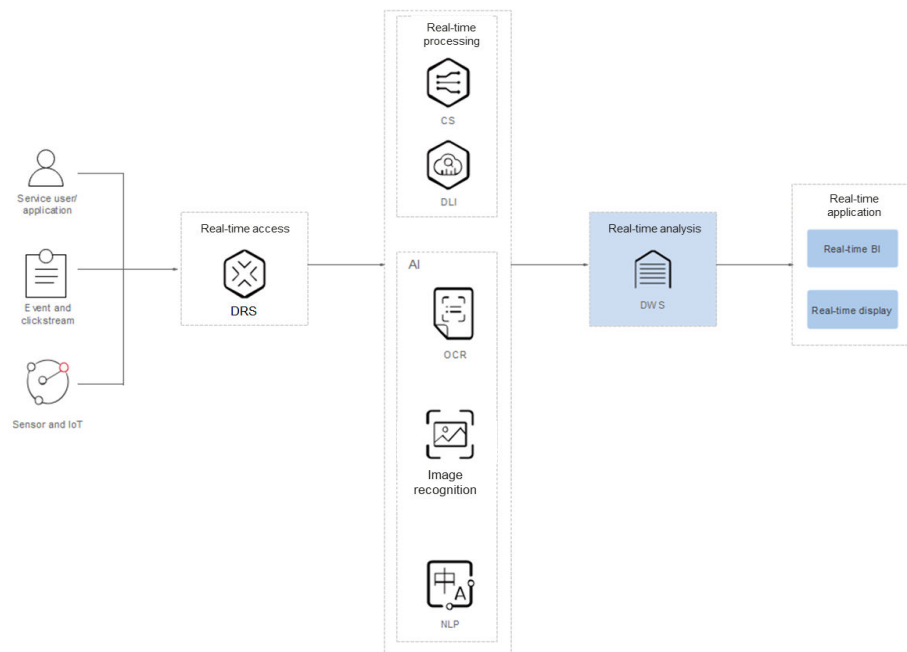 Service user/
application
Event and
clickstream
Sensor and IoT
Real-time access
DRS
Real-time
processing
CS
DLI
AI
OCR
Image
recognition
中 A
NLP
Real-time analysis
DWS
Real-time
application
Real-time BI
Real-time display